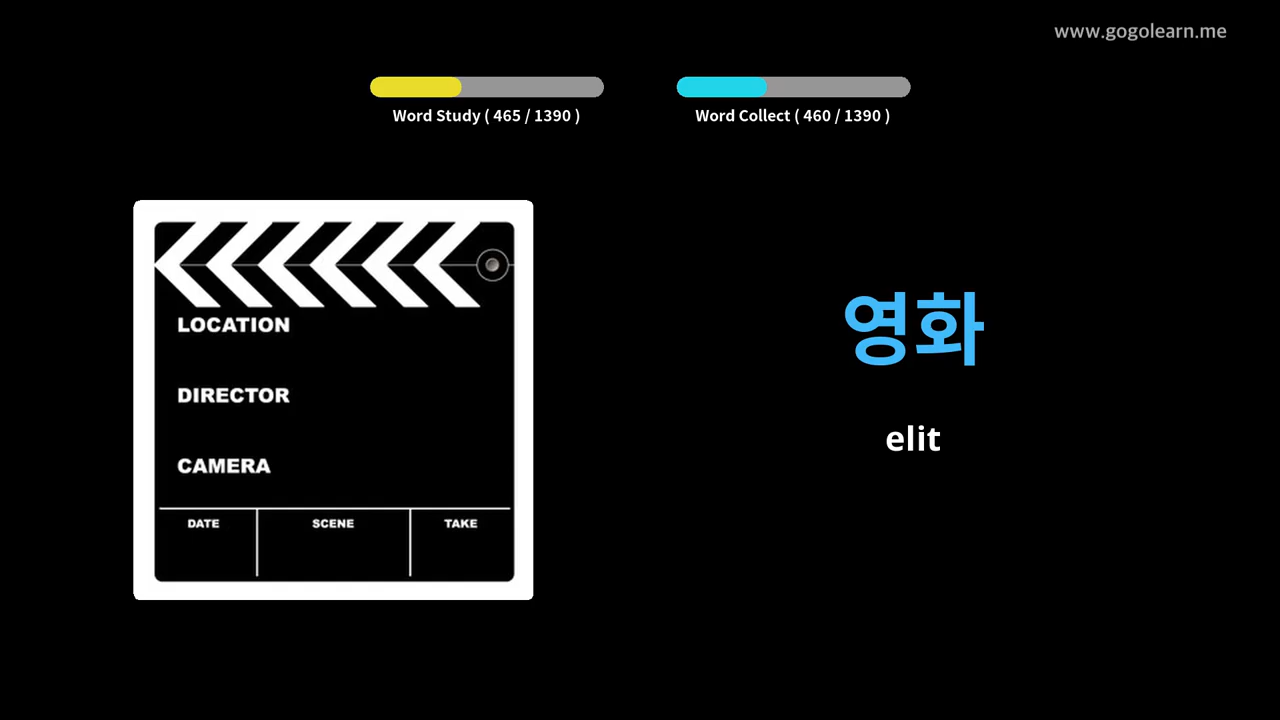 www.gogolearn.me
Word Study ( 465 / 1390 )
Word Collect ( 460 / 1390 )
LOCATION
DIRECTOR
CAMERA
DATE
SCENE
TAKE
영화
elit